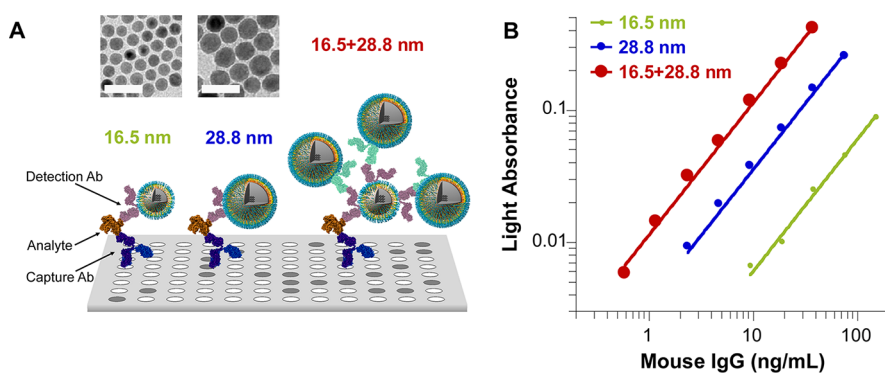 A
16.5+28.8 nm
16.5 nm
28.8 nm
Detection Ab
Analyte
Capture Ab
B
16.5 nm
28.8 nm
16.5+28.8 nm
Light Absorbance
0.1
0.01
1
10
100
Mouse IgG (ng/mL)